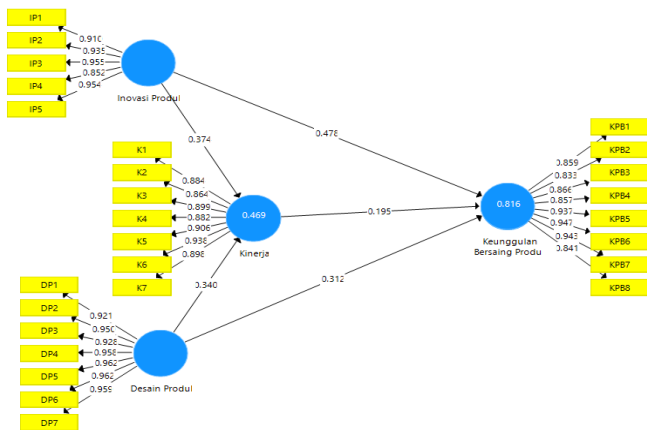 IP1
IP2
IP3
IP4
IP5
0.910
0.935
0.955
0.852
0.954
Inovasi Produl
0.374
0.478
K1
K2
K3
K4
K5
K6
K7
0.884
0.864
0.899
0.882
0.906
0.938
0.898
0.469
Kinerja
0.195
0.340
0.312
DP1
DP2
DP3
DP4
DP5
DP6
DP7
0.921
0.950
0.928
0.958
0.962
0.962
0.959
Desain Produl
KPB1
KPB2
KPB3
KPB4
KPB5
KPB6
KPB7
KPB8
0.859
0.833
0.866
0.857
0.937
0.947
0.943
0.841
0.816
Keunggulan
Bersaing Produ